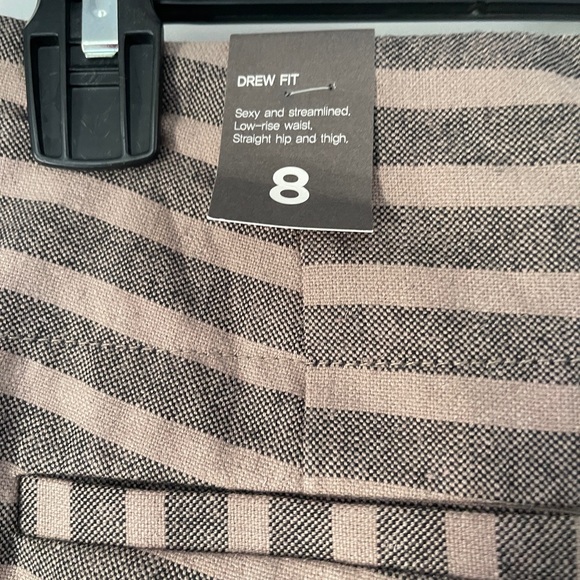 DREW FIT
Sexy and streamlined.
Low-rise waist.
Straight hip and thigh.
8